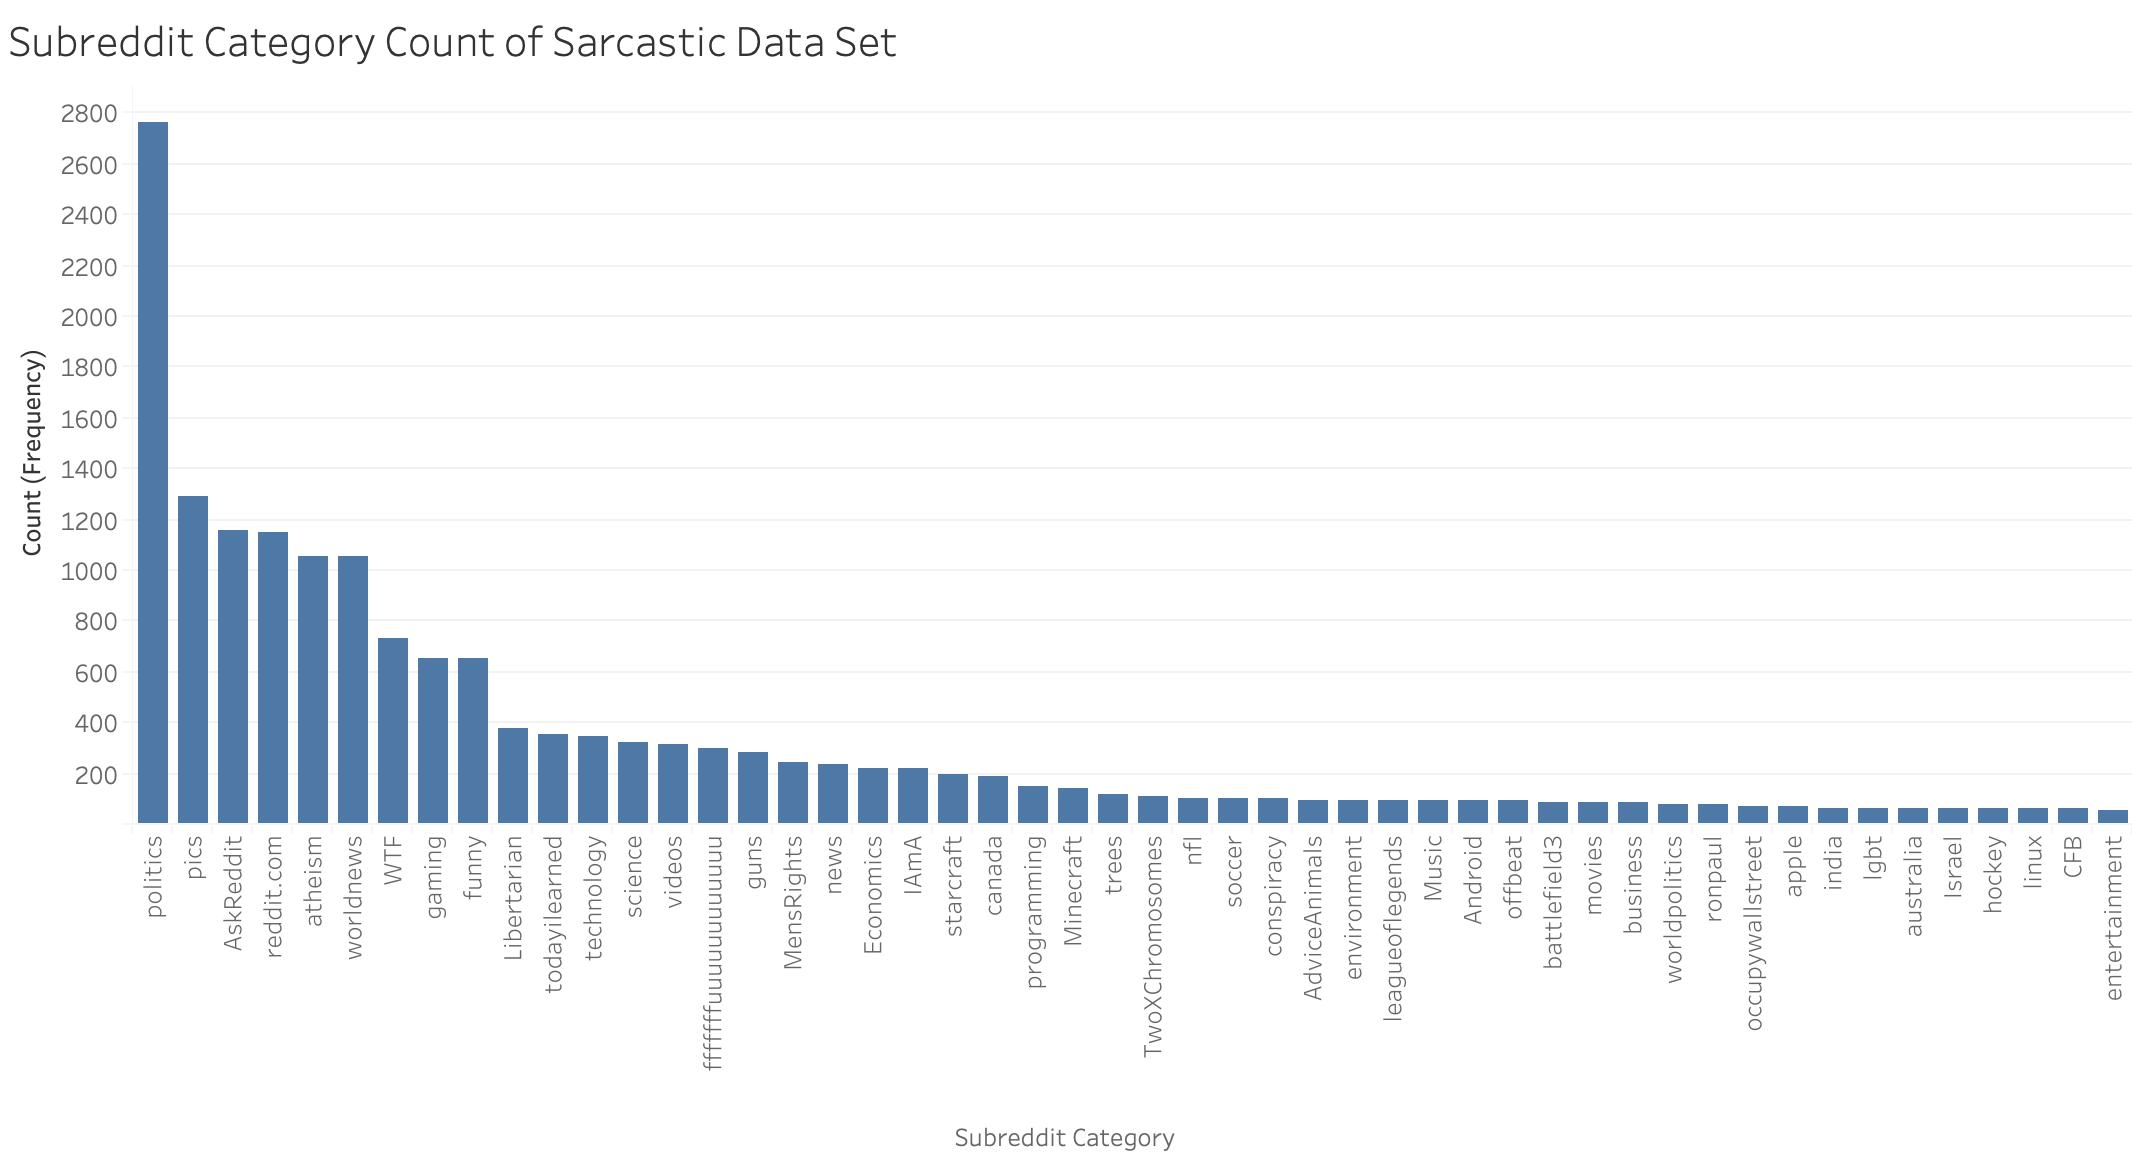 Subreddit Category Count of Sarcastic Data Set
2800
2600
2400
2200
2000
1800
1600
1400
1200
1000
800
600
400
200
Count (Frequency)
politics
pics
AskReddit
reddit.com
atheism
worldnews
WTF
gaming
funny
Libertarian
todayilearned
technology
science
videos
fffffffuuuuuuuuuuuu
guns
MensRights
news
Economics
IAmA
starcraft
canada
programming
Minecraft
trees
TwoXChromosomes
nfl
soccer
conspiracy
AdviceAnimals
environment
leagueoflegends
Music
Android
offbeat
battlefield3
movies
business
worldpolitics
ronpaul
occupywallstreet
apple
india
lgbt
australia
Israel
hockey
linux
CFB
entertainment
Subreddit Category